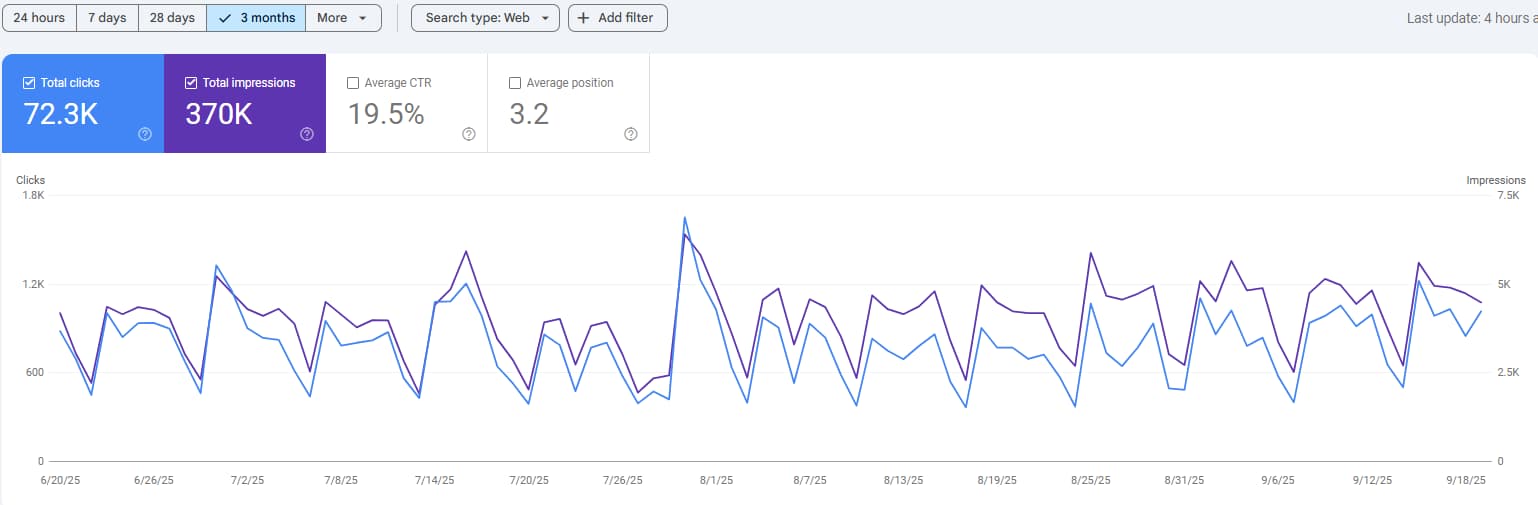 24 hours 7 days 28 days 3 months More Search type: Web Add filter Last update: 4 hours a
Total clicks Total impressions Average CTR Average position
72.3K 370K 19.5% 3.2
Clicks Impressions
1.8K 7.5K
1.2K 5K
600 2.5K
0 0
6/20/25 6/26/25 7/2/25 7/8/25 7/14/25 7/20/25 7/26/25 8/1/25 8/7/25 8/13/25 8/19/25 8/25/25 8/31/25 9/6/25 9/12/25 9/18/25